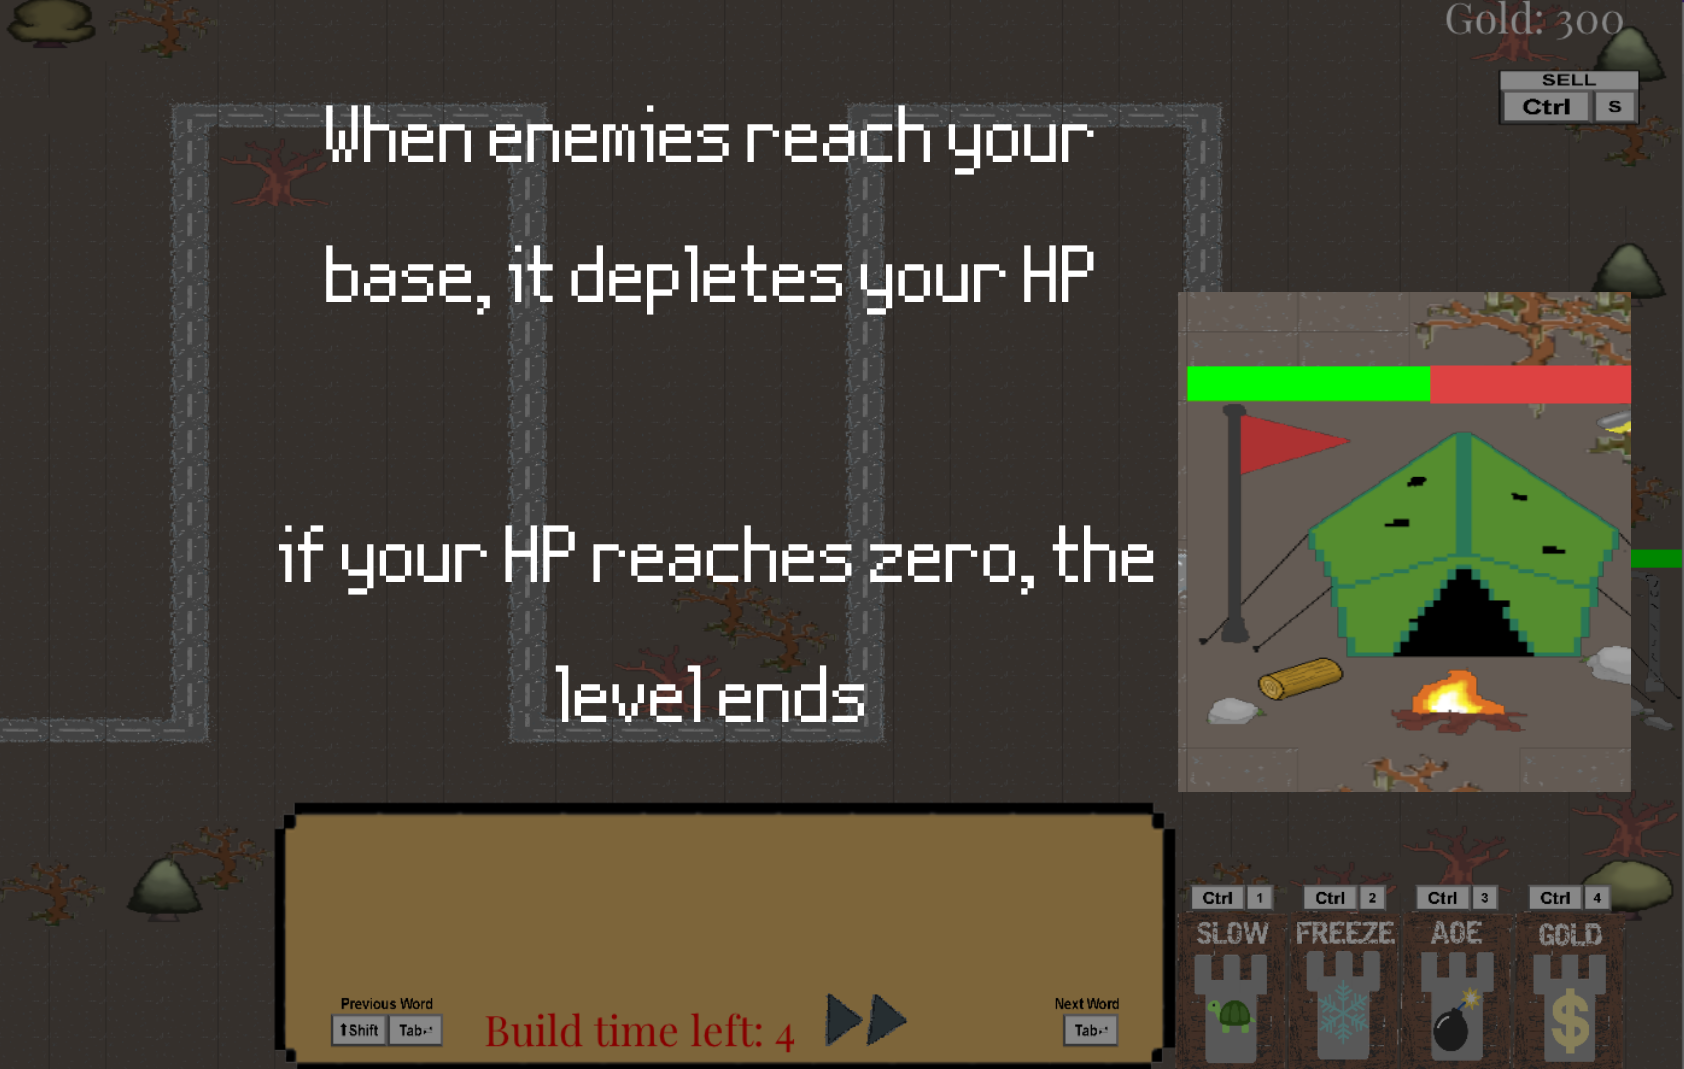 Gold: 300
SELL
Ctrl S
When enemies reach your
base, it depletes your HP
if your HP reaches zero, the
level ends
Ctrl 1 Ctrl 2 Ctrl 3 Ctrl 4
SLOW FREEZE AOE GOLD
$
Previous Word
⬆Shift Tab
Build time left: 4
Next Word
Tab